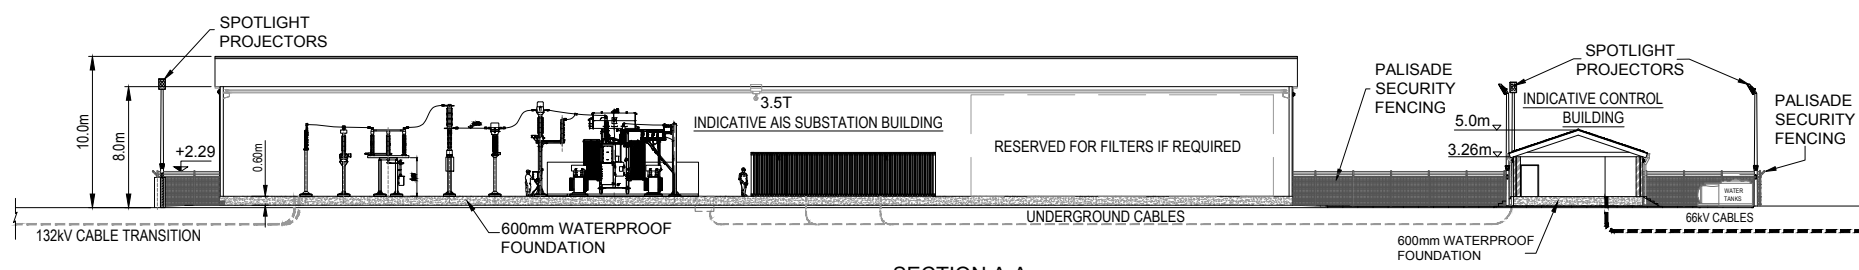 SPOTLIGHT
PROJECTORS
10.0m
8.0m
+2.29
0.60m
3.5T
INDICATIVE AIS SUBSTATION BUILDING
RESERVED FOR FILTERS IF REQUIRED
PALISADE
SECURITY
FENCING
SPOTLIGHT
PROJECTORS
INDICATIVE CONTROL
BUILDING
5.0m
3.26m
PALISADE
SECURITY
FENCING
WATER
TANKS
132kV CABLE TRANSITION
600mm WATERPROOF
FOUNDATION
UNDERGROUND CABLES
600mm WATERPROOF
FOUNDATION
66kV CABLES
SECTION A-A